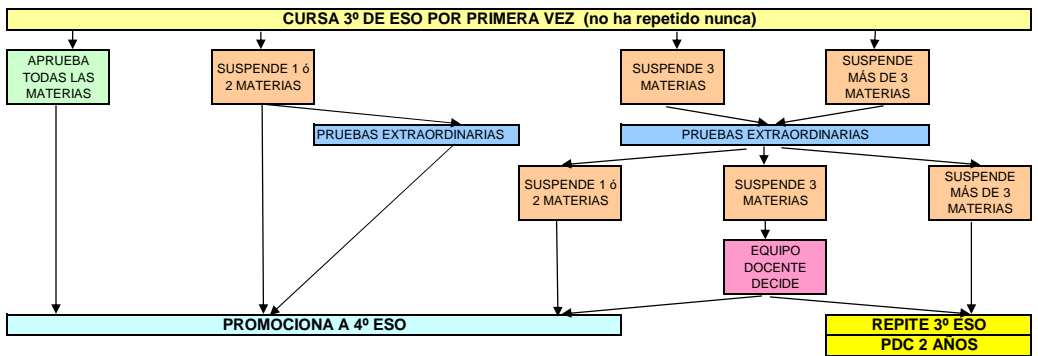 CURSA 3º DE ESO POR PRIMERA VEZ (no ha repetido nunca)
APRUEBA
TODAS LAS
MATERIAS
SUSPENDE 1 ó
2 MATERIAS
SUSPENDE 3
MATERIAS
SUSPENDE
MÁS DE 3
MATERIAS
PRUEBAS EXTRAORDINARIAS
PRUEBAS EXTRAORDINARIAS
SUSPENDE 1 ó
2 MATERIAS
SUSPENDE 3
MATERIAS
SUSPENDE
MÁS DE 3
MATERIAS
EQUIPO
DOCENTE
DECIDE
PROMOCIONA A 4º ESO
REPITE 3º ESO
PDC 2 AÑOS